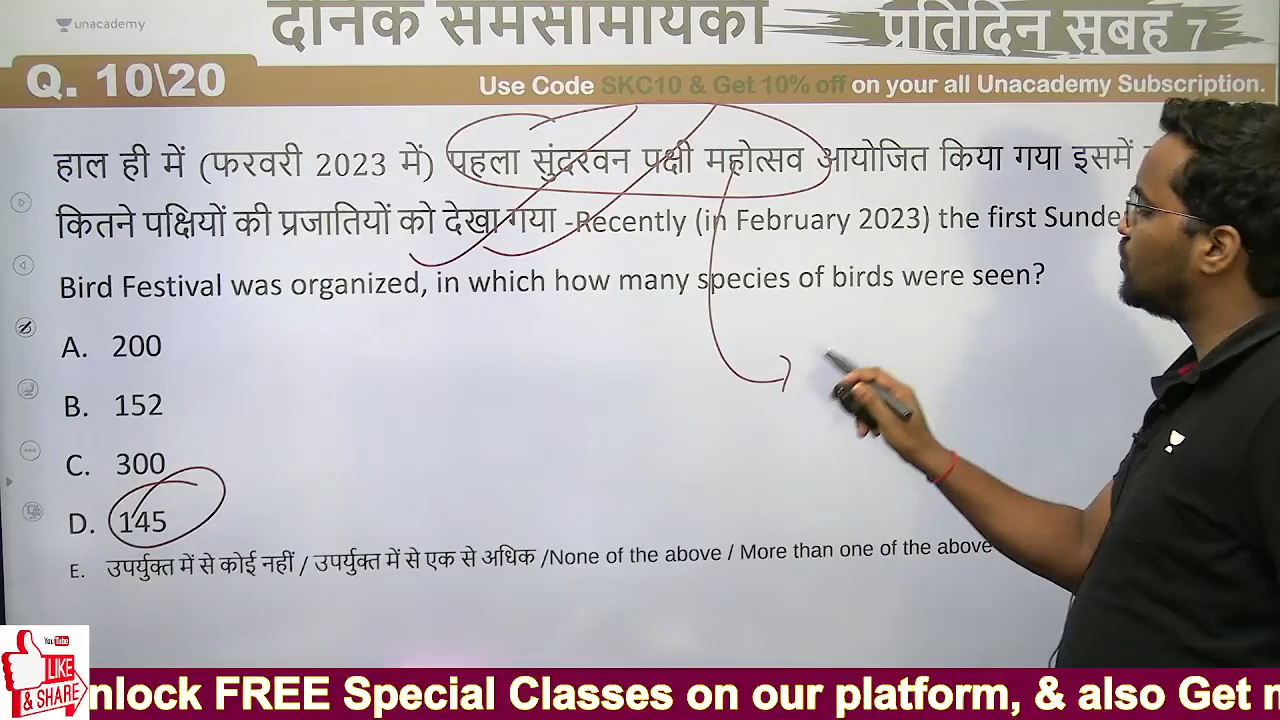 unacademy
दैनिक समसामयिकी
प्रतिदिन सुबह 7
Q. 10\20
Use Code SKC10 & Get 10% off on your all Unacademy Subscription.
हाल ही में (फरवरी 2023 में) पहला सुंदरवन पक्षी महोत्सव आयोजित किया गया इसमें
कितने पक्षियों की प्रजातियों को देखा गया -Recently (in February 2023) the first Sunde
Bird Festival was organized, in which how many species of birds were seen?
A. 200
B. 152
C. 300
D. 145
E. उपर्युक्त में से कोई नहीं / उपर्युक्त में से एक से अधिक /None of the above / More than one of the above
YouTube
LIKE
& SHARE
nlock FREE Special Classes on our platform, & also Get